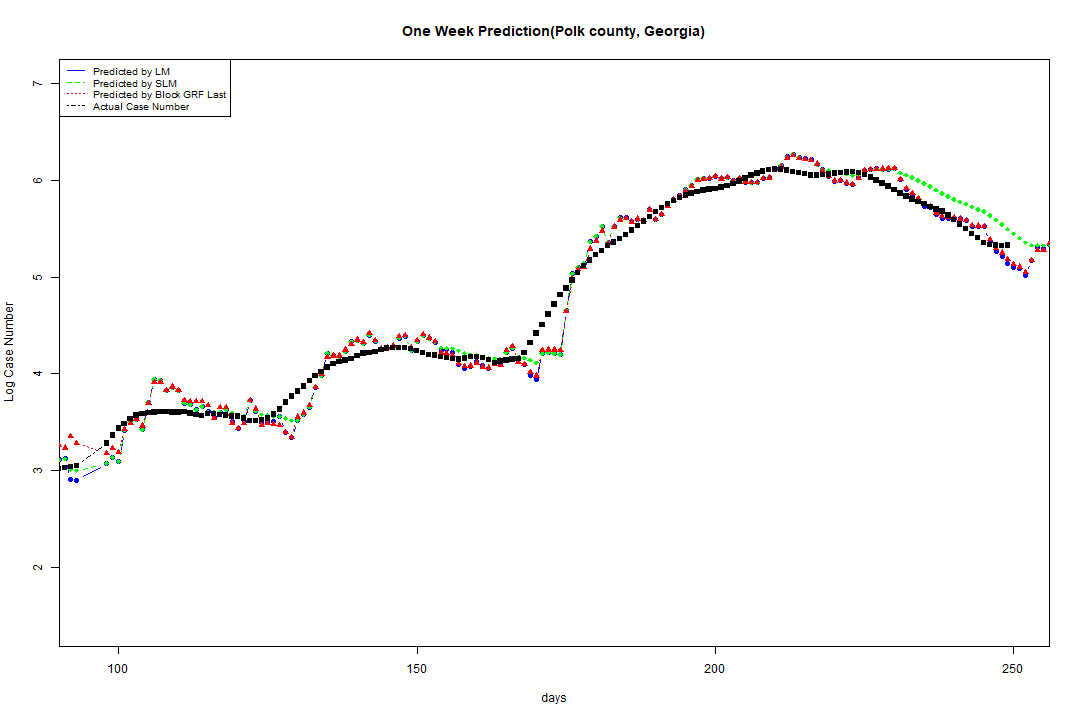 One Week Prediction(Polk county, Georgia)
Predicted by LM
Predicted by SLM
Predicted by Block GRF Last
Actual Case Number
7
6
5
4
3
2
Log Case Number
100 150 200 250
days